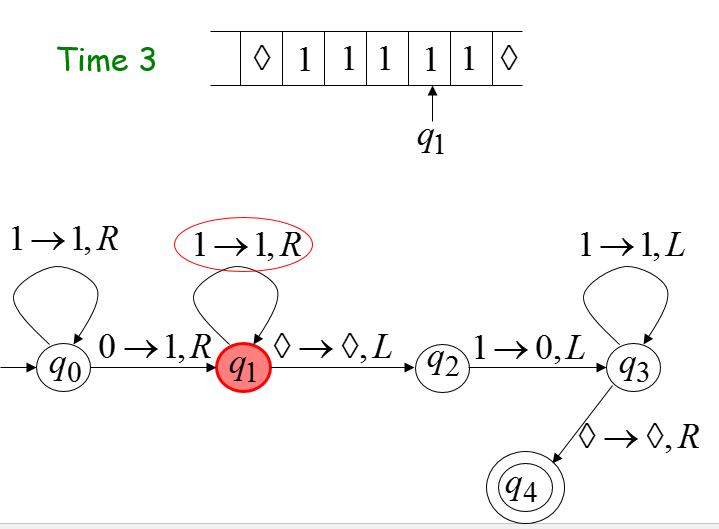 Time 3
◊ 1 1 1 1 1 ◊
q1
1 → 1, R
1 → 1, R
1 → 1, L
0 → 1, R
◊ → ◊, L
1 → 0, L
q0
q1
q2
q3
◊ → ◊, R
q4